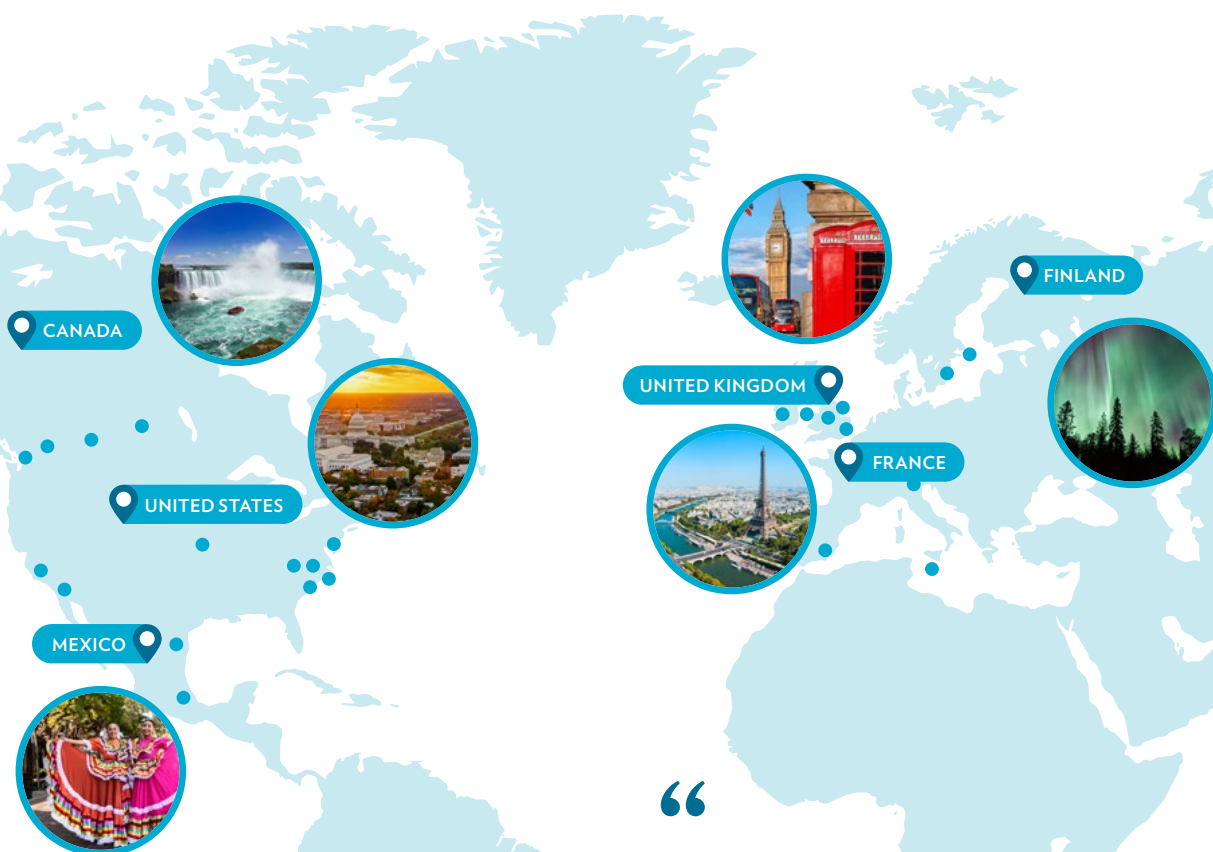 FINLAND
CANADA
UNITED KINGDOM
FRANCE
UNITED STATES
MEXICO
“